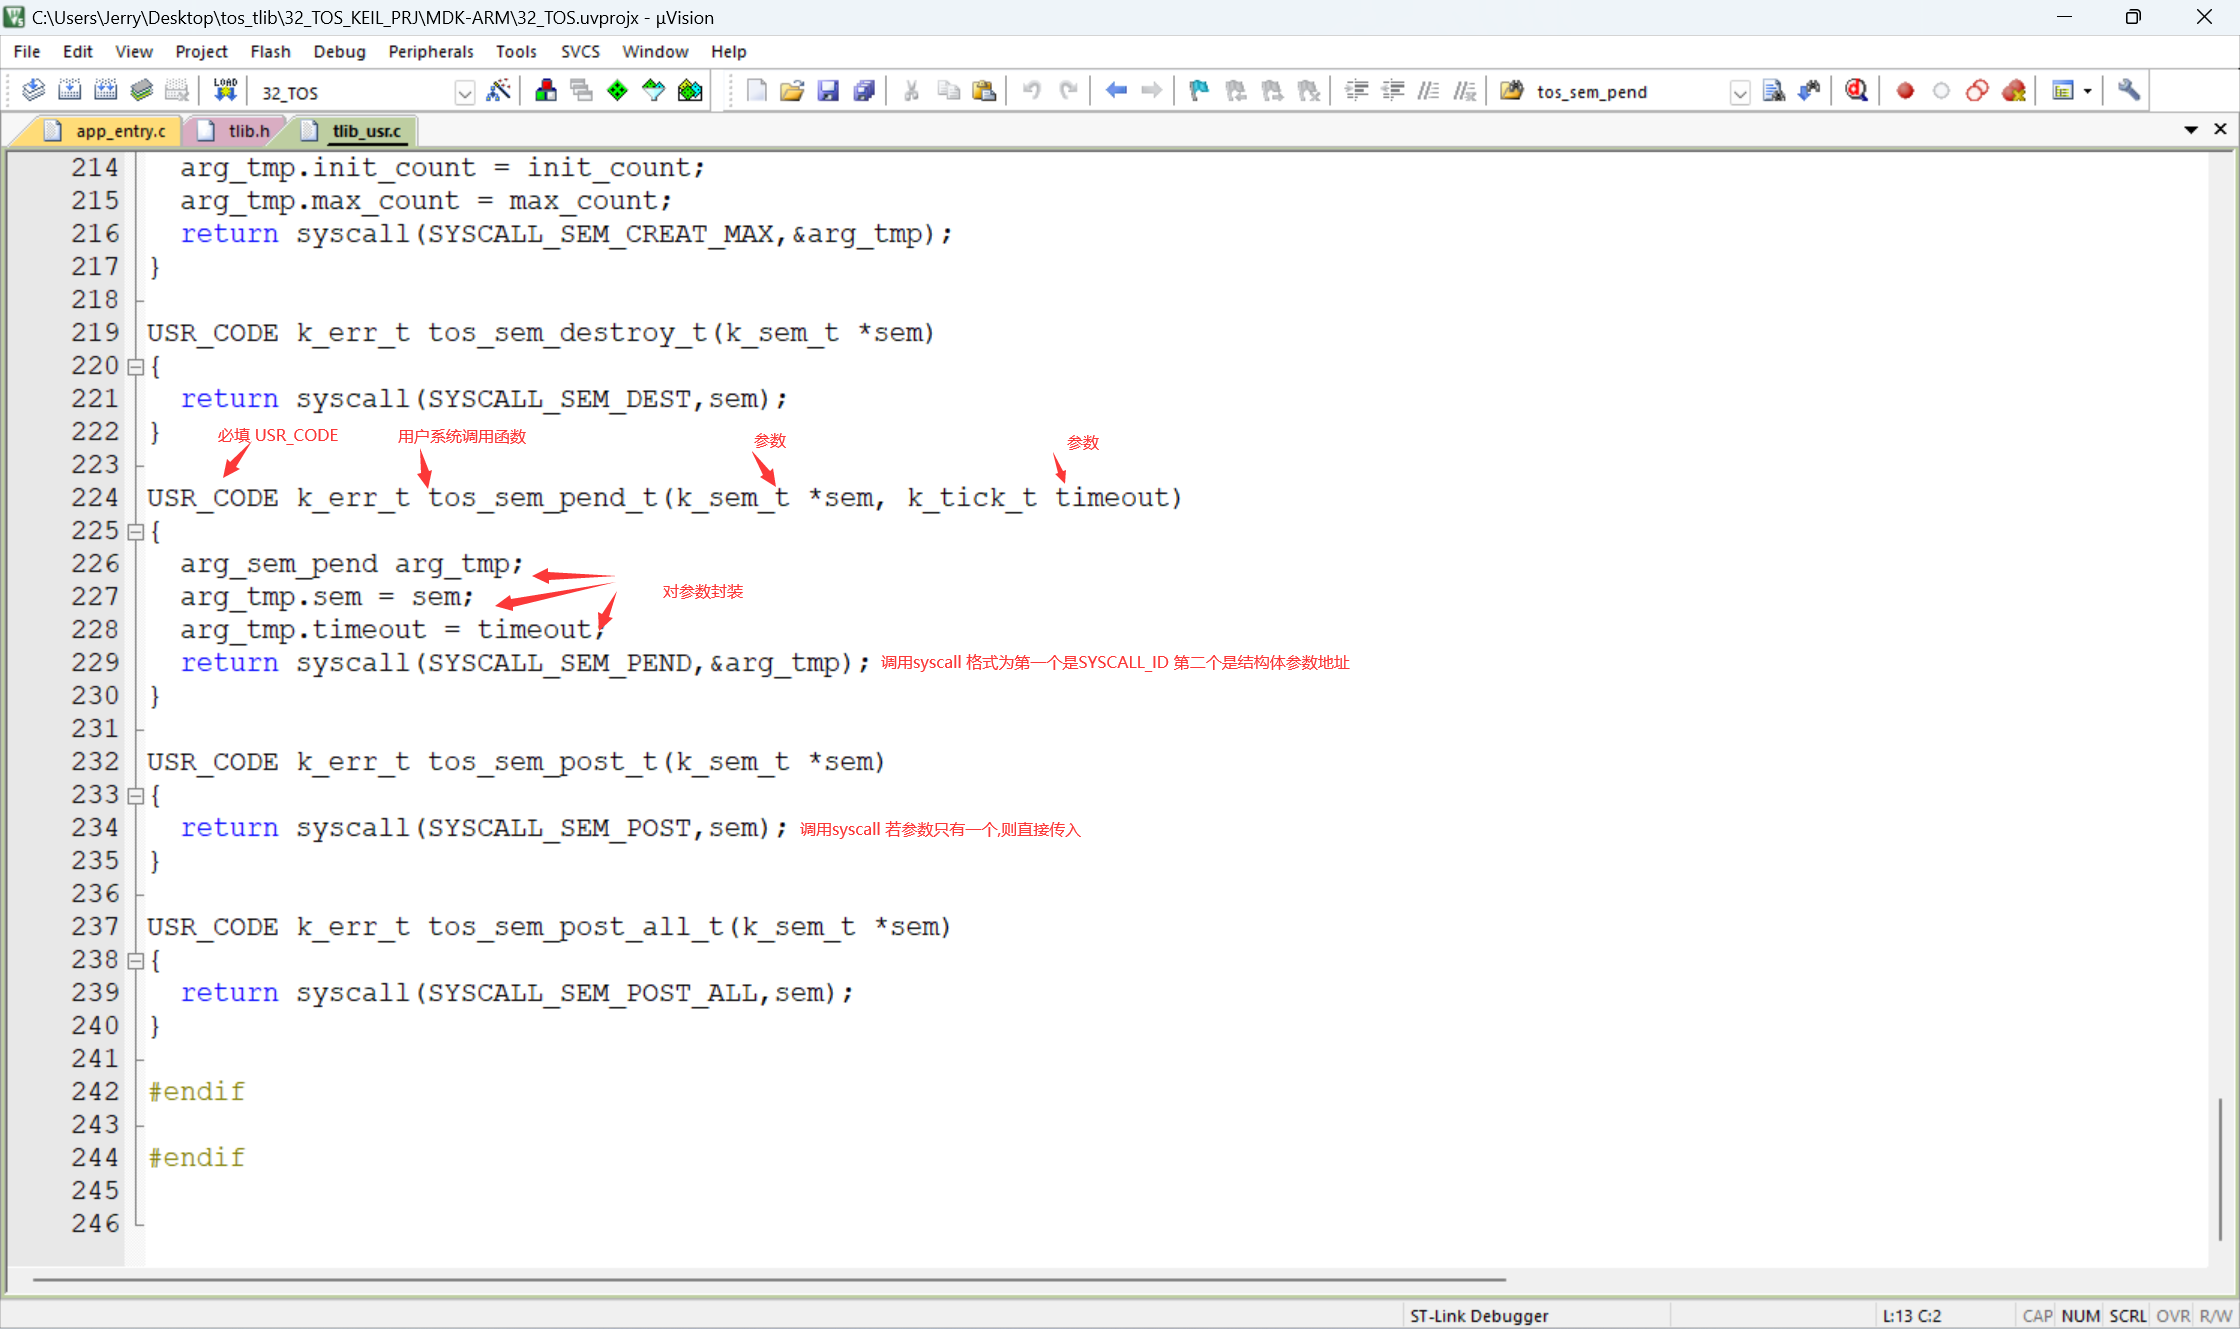 C:\Users\Jerry\Desktop\tos_tlib\32_TOS_KEIL_PRJ\MDK-ARM\32_TOS.uvprojx - µVision
File Edit View Project Flash Debug Peripherals Tools SVCS Window Help
LOAD 32_TOS tos_sem_pend
app_entry.c tlib.h tlib_usr.c
214 arg_tmp.init_count = init_count;
215 arg_tmp.max_count = max_count;
216 return syscall(SYSCALL_SEM_CREAT_MAX,&arg_tmp);
217 }
218
219 USR_CODE k_err_t tos_sem_destroy_t(k_sem_t *sem)
220 {
221 return syscall(SYSCALL_SEM_DEST,sem);
222 }
必填 USR_CODE 用户系统调用函数 参数 参数
223
224 USR_CODE k_err_t tos_sem_pend_t(k_sem_t *sem, k_tick_t timeout)
225 {
226 arg_sem_pend arg_tmp;
227 arg_tmp.sem = sem; 对参数封装
228 arg_tmp.timeout = timeout;
229 return syscall(SYSCALL_SEM_PEND,&arg_tmp); 调用syscall 格式为第一个是SYSCALL_ID 第二个是结构体参数地址
230 }
231
232 USR_CODE k_err_t tos_sem_post_t(k_sem_t *sem)
233 {
234 return syscall(SYSCALL_SEM_POST,sem); 调用syscall 若参数只有一个,则直接传入
235 }
236
237 USR_CODE k_err_t tos_sem_post_all_t(k_sem_t *sem)
238 {
239 return syscall(SYSCALL_SEM_POST_ALL,sem);
240 }
241
242 #endif
243
244 #endif
245
246
ST-Link Debugger L:13 C:2 CAP NUM SCRL OVR R/W